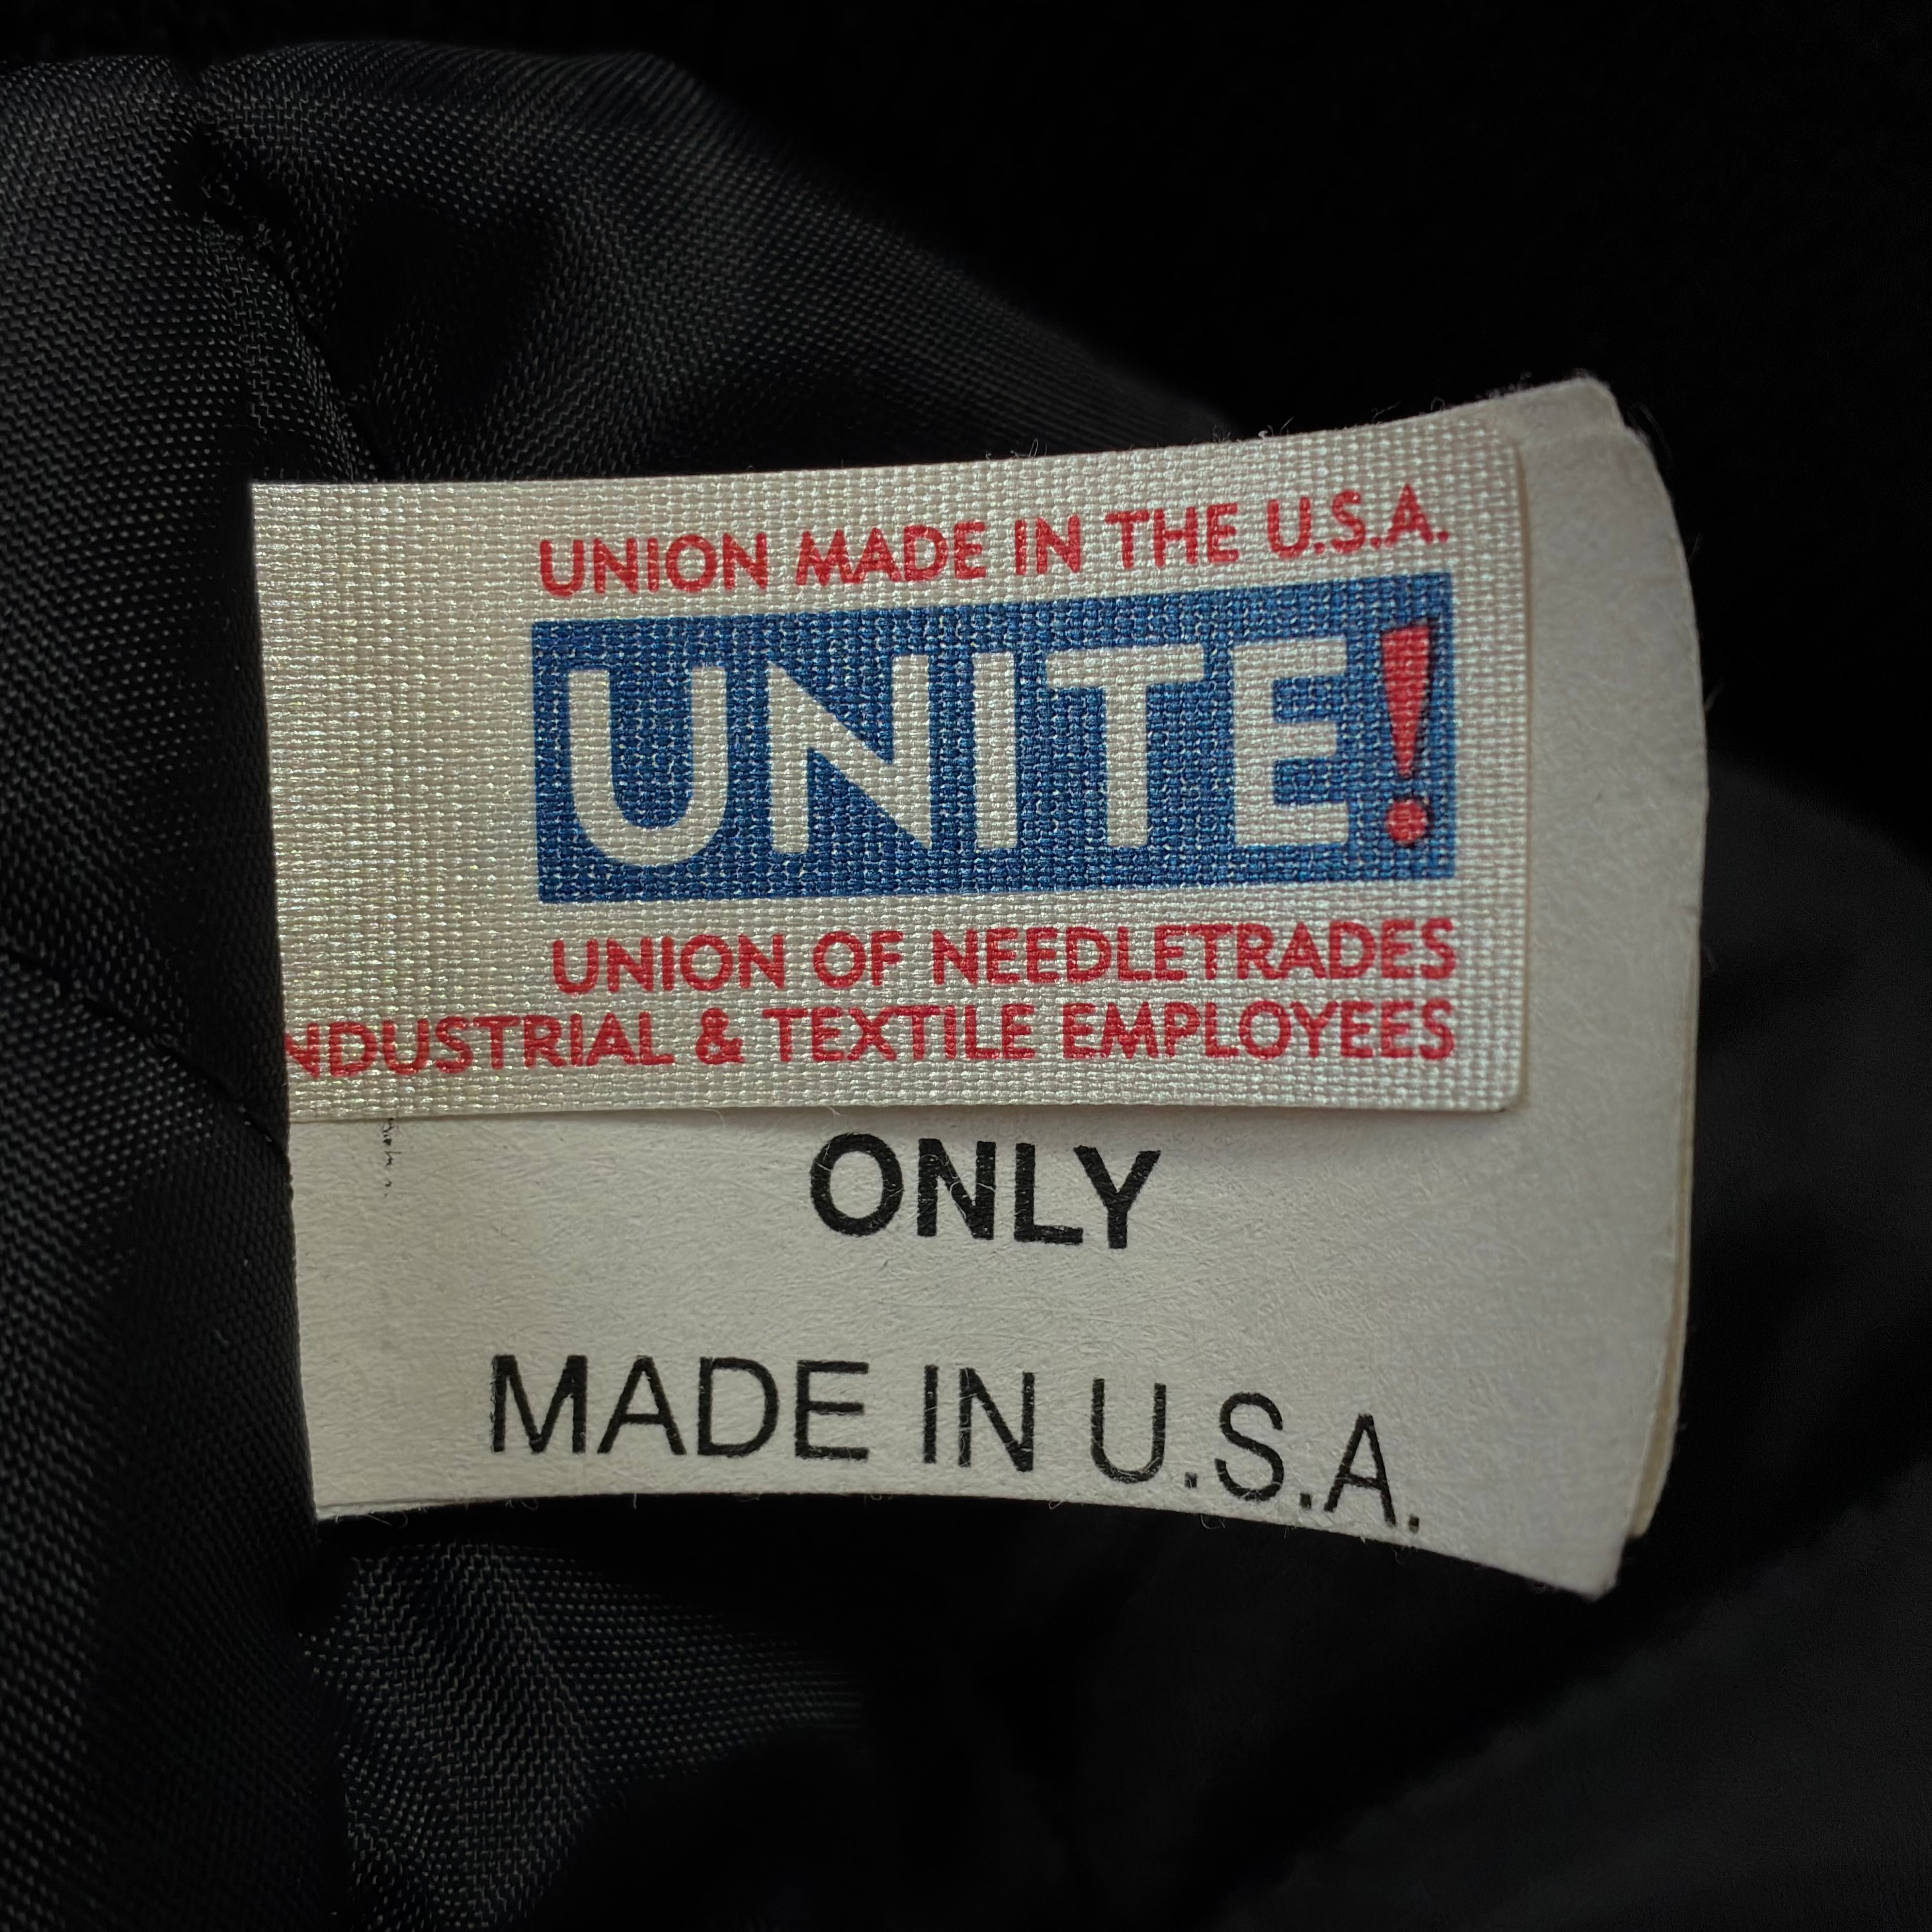 UNION MADE IN THE U.S.A.
UNITE!
UNION OF NEEDLETRADES
NDUSTRIAL & TEXTILE EMPLOYEES
ONLY
MADE IN U.S.A.